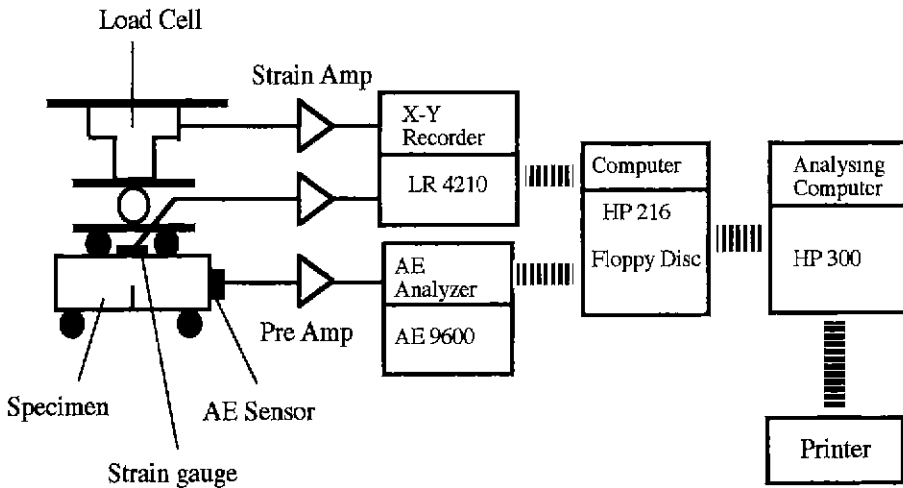 Load Cell
Strain Amp
X-Y
Recorder
LR 4210
Computer
HP 216
Floppy Disc
Analysing
Computer
HP 300
AE
Analyzer
AE 9600
Pre Amp
Specimen
AE Sensor
Strain gauge
Printer